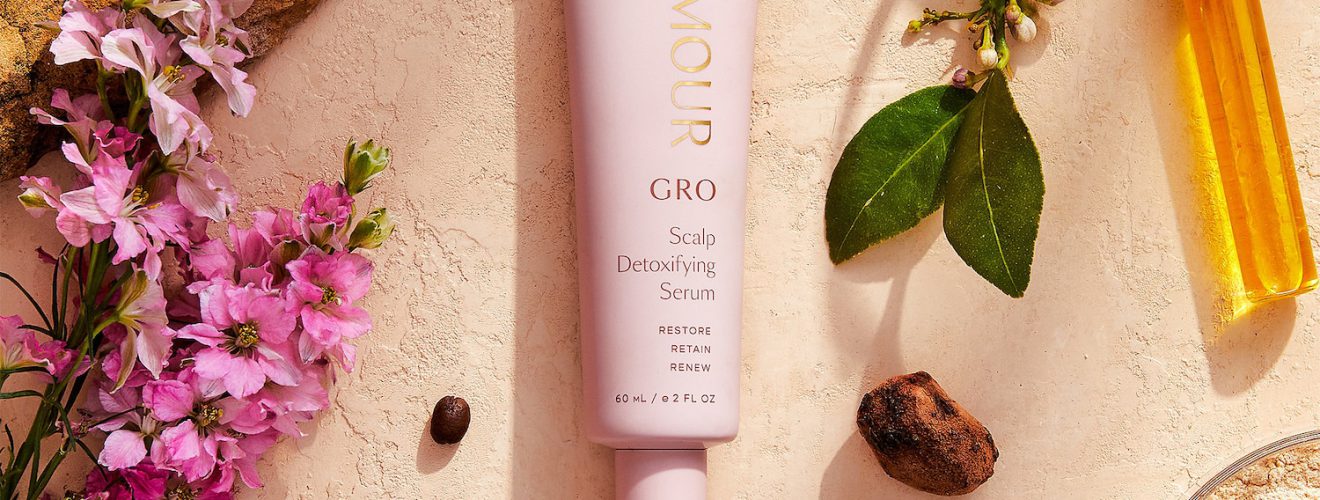 MOUR
GRO
Scalp
Detoxifying
Serum
RESTORE
RETAIN
RENEW
60 mL / ℮ 2 FL OZ